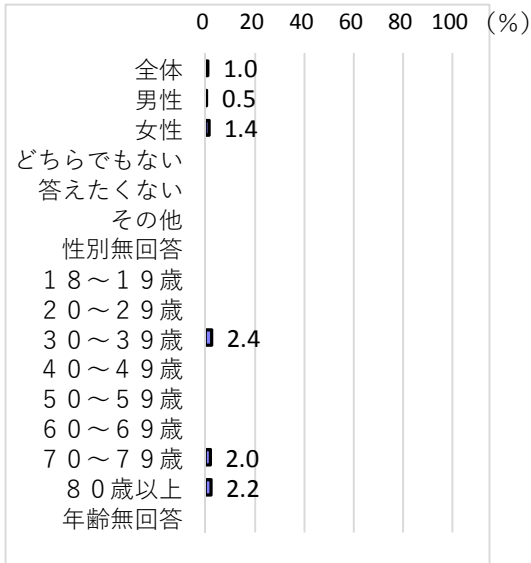 0 20 40 60 80 100 (%)
全体 1.0
男性 0.5
女性 1.4
どちらでもない
答えたくない
その他
性別無回答
１８～１９歳
２０～２９歳
３０～３９歳 2.4
４０～４９歳
５０～５９歳
６０～６９歳
７０～７９歳 2.0
８０歳以上 2.2
年齢無回答